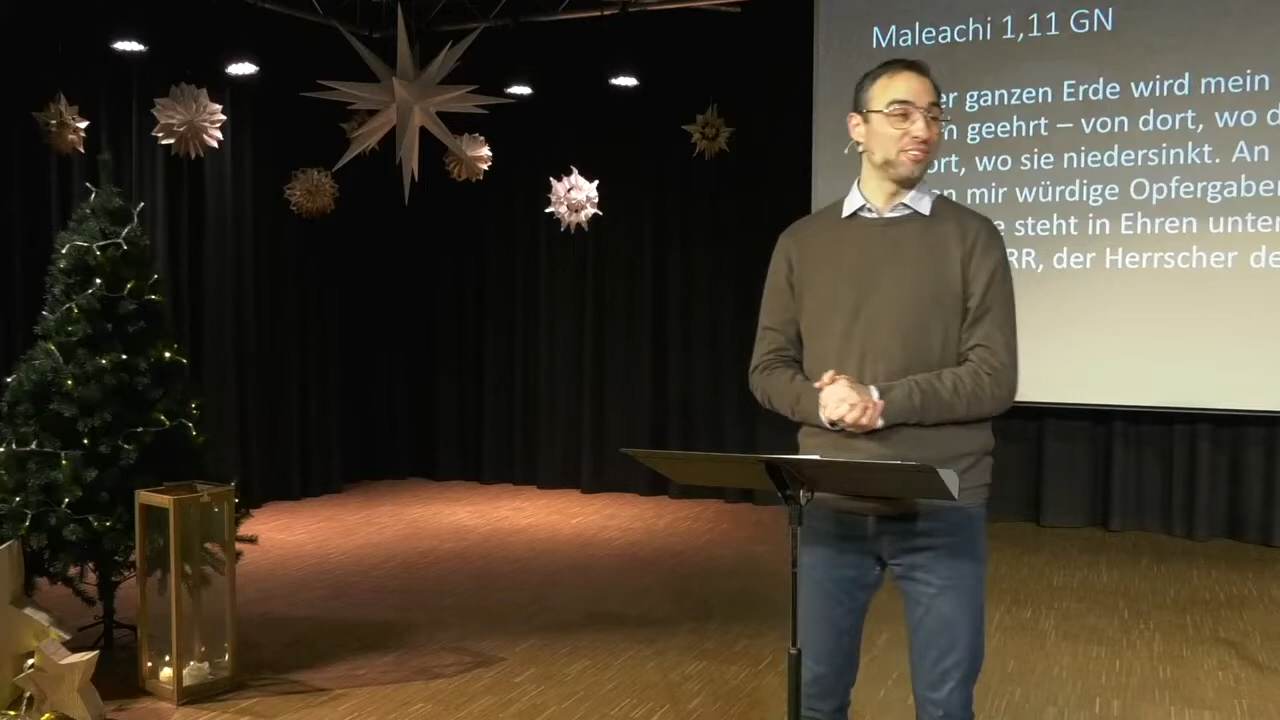 Maleachi 1,11 GN
er ganzen Erde wird mein
n geehrt – von dort, wo d
ort, wo sie niedersinkt. An
en mir würdige Opfergaben
e steht in Ehren unter
RR, der Herrscher de